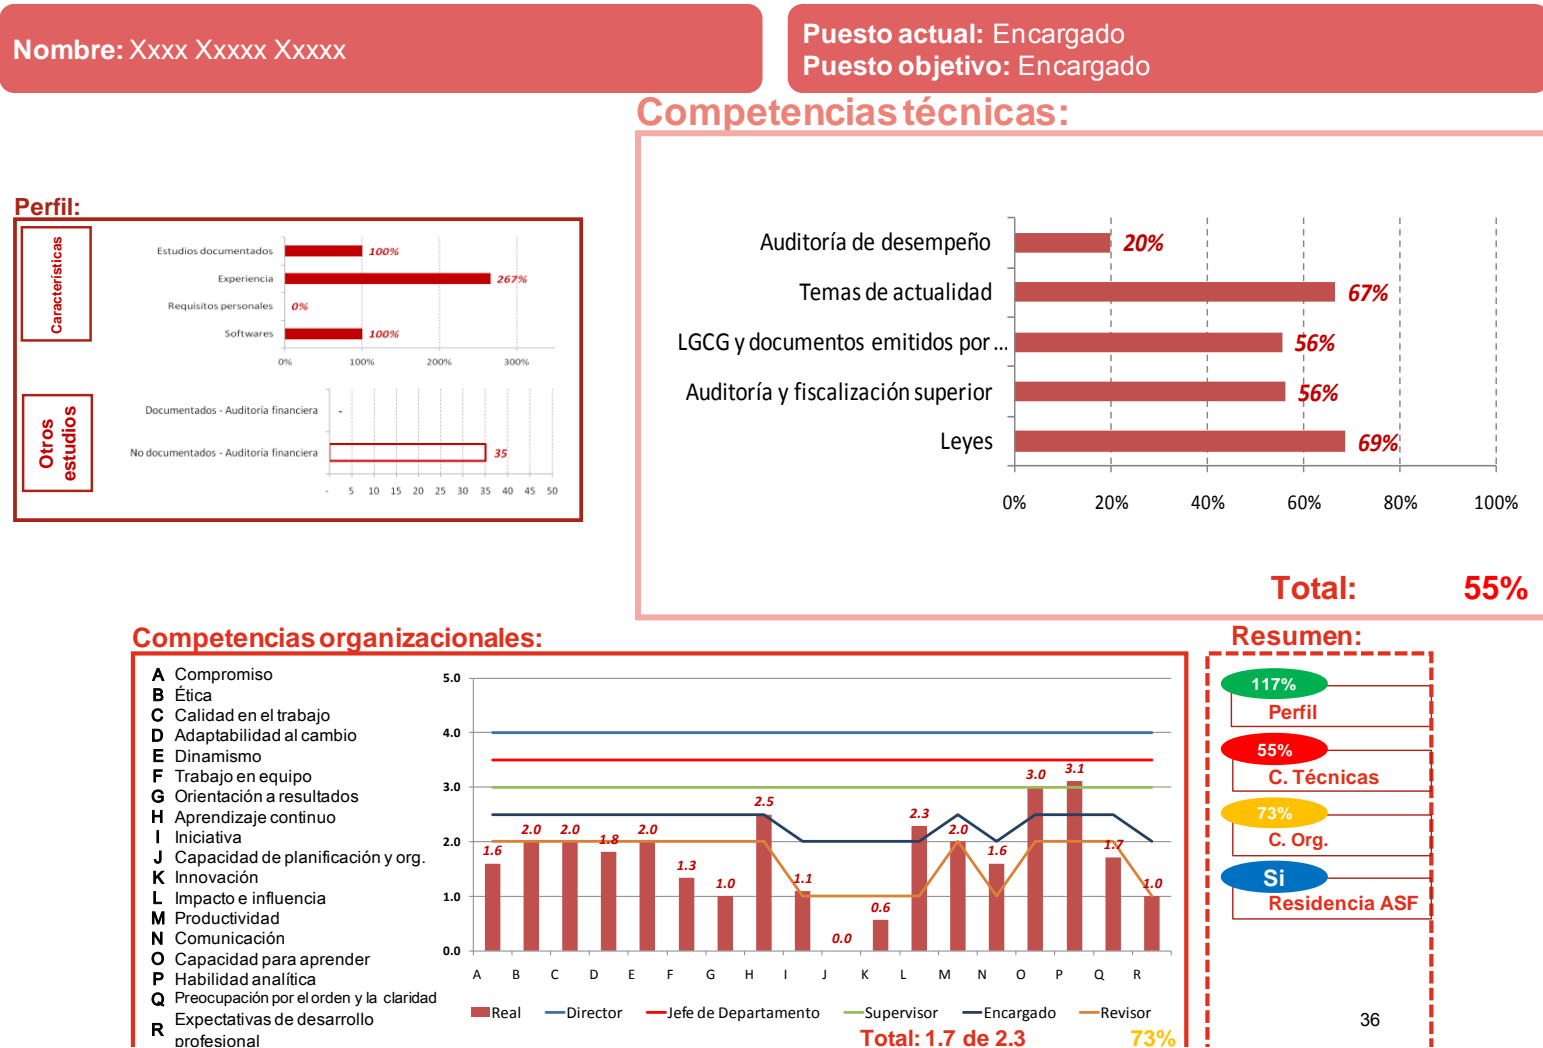 Nombre: Xxxx Xxxxx Xxxxx
Puesto actual: Encargado
Puesto objetivo: Encargado
Competencias técnicas:
Auditoría de desempeño 20%
Temas de actualidad 67%
LGCG y documentos emitidos por ... 56%
Auditoría y fiscalización superior 56%
Leyes 69%
0% 20% 40% 60% 80% 100%
Total: 55%
Perfil:
Características
Estudios documentados 100%
Experiencia 267%
Requisitos personales 0%
Softwares 100%
0% 100% 200% 300%
Otros
estudios
Documentados - Auditoría financiera -
No documentados - Auditoría financiera 35
- 5 10 15 20 25 30 35 40 45 50
Competencias organizacionales:
A Compromiso
B Ética
C Calidad en el trabajo
D Adaptabilidad al cambio
E Dinamismo
F Trabajo en equipo
G Orientación a resultados
H Aprendizaje continuo
I Iniciativa
J Capacidad de planificación y org.
K Innovación
L Impacto e influencia
M Productividad
N Comunicación
O Capacidad para aprender
P Habilidad analítica
Q Preocupación por el orden y la claridad
R Expectativas de desarrollo
profesional
5.0
4.0
3.0
2.0
1.0
0.0
1.6 2.0 2.0 1.8 2.0 1.3 1.0 2.5 1.1 0.0 0.6 2.3 2.0 1.6 3.0 3.1 1.7 1.0
A B C D E F G H I J K L M N O P Q R
Real Director Jefe de Departamento Supervisor Encargado Revisor
Total: 1.7 de 2.3 73%
Resumen:
117%
Perfil
55%
C. Técnicas
73%
C. Org.
Si
Residencia ASF
36